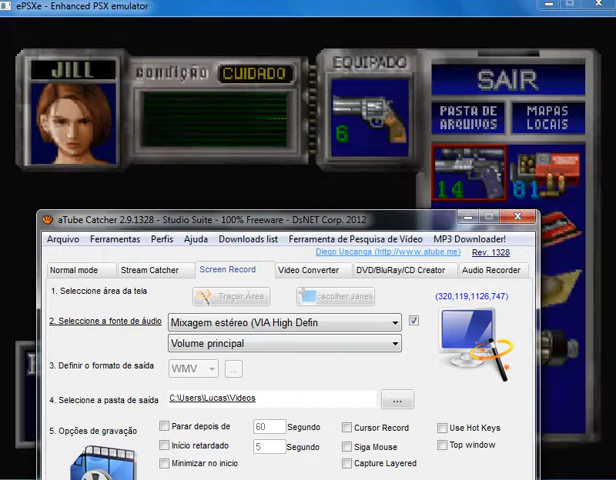 ePSXe - Enhanced PSX emulator
JILL
condição CUIDADO
EQUIPADO
6
SAIR
PASTA DE ARQUIVOS
MAPAS LOCAIS
14
81
aTube Catcher 2.9.1328 - Studio Suite - 100% Freeware - DsNET Corp. 2012
Arquivo Ferramentas Perfis Ajuda Downloads list Ferramenta de Pesquisa de Vídeo MP3 Downloader!
Diego Uscanga (http://www.atube.me) Rev. 1328
Normal mode Stream Catcher Screen Record Video Converter DVD/BluRay/CD Creator Audio Recorder
1. Seleccione área da tela
Traçar Área
Escolher Janela
(320,119,1126,747)
2. Seleccione a fonte de áudio
Mixagem estéreo (VIA High Defin
Volume principal
3. Definir o formato de saída
WMV
...
4. Selecione a pasta de saída
C:\Users\Lucas\Videos
...
5. Opções de gravação
Parar depois de 60 Segundo
Cursor Record
Use Hot Keys
Início retardado 5 Segundo
Siga Mouse
Top window
Minimizar no inicio
Capture Layered